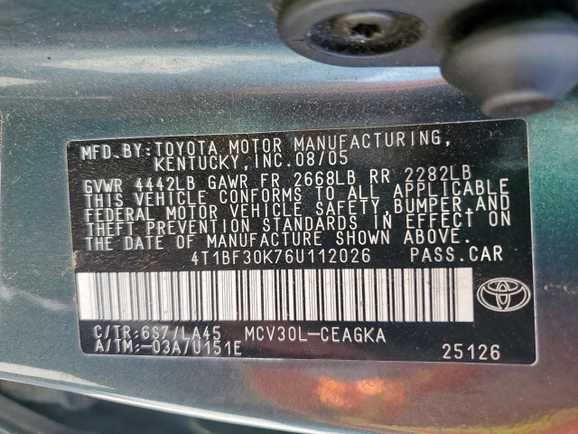 MFD.BY:TOYOTA MOTOR MANUFACTURING,
KENTUCKY,INC.08/05
GVWR 4442LB GAWR FR 2668LB RR 2282LB
THIS VEHICLE CONFORMS TO ALL APPLICABLE
FEDERAL MOTOR VEHICLE SAFETY,BUMPER,AND
THEFT PREVENTION STANDARDS IN EFFECT ON
THE DATE OF MANUFACTURE SHOWN ABOVE.
4T1BF30K76U112026 PASS.CAR
C/TR:6S7/LA45 MCV30L-CEAGKA
A/TM:-03A/U151E
25126